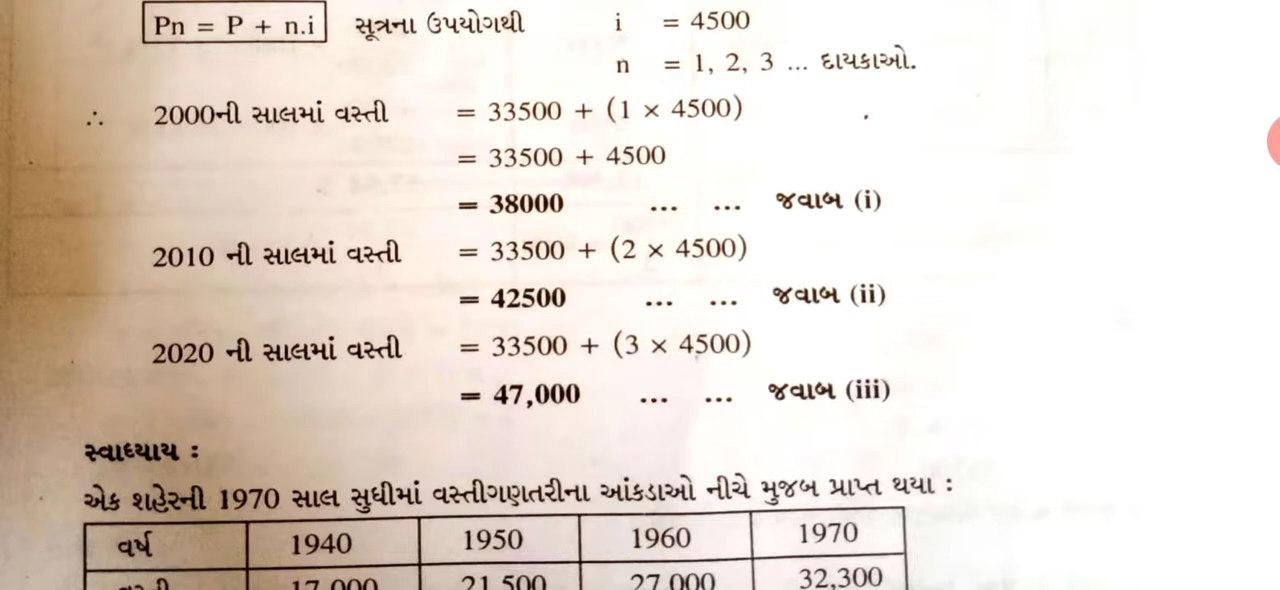 Pn = P + n.i સૂત્રના ઉપયોગથી i = 4500
n = 1, 2, 3 ... દાયકાઓ.
∴ 2000ની સાલમાં વસ્તી = 33500 + (1 × 4500)
= 33500 + 4500
= 38000 ... ... જવાબ (i)
2010 ની સાલમાં વસ્તી = 33500 + (2 × 4500)
= 42500 ... ... જવાબ (ii)
2020 ની સાલમાં વસ્તી = 33500 + (3 × 4500)
= 47,000 ... ... જવાબ (iii)
સ્વાધ્યાય :
એક શહેરની 1970 સાલ સુધીમાં વસ્તીગણતરીના આંકડાઓ નીચે મુજબ પ્રાપ્ત થયા :
વર્ષ 1940 1950 1960 1970
17,000 21,500 27,000 32,300